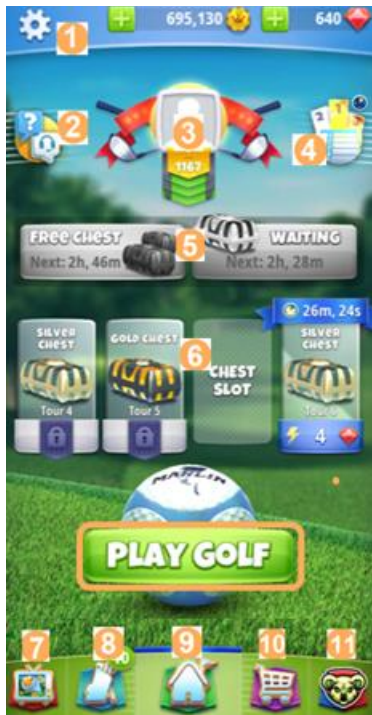 695,130 640
1
2 3 4
1167
FREE CHEST 5 WAITING
Next: 2h, 46m Next: 2h, 28m
26m, 24s
SILVER CHEST GOLD CHEST 6 CHEST SLOT SILVER CHEST
Tour 4 Tour 5
4
MARLIN
PLAY GOLF
7 8 9 10 11